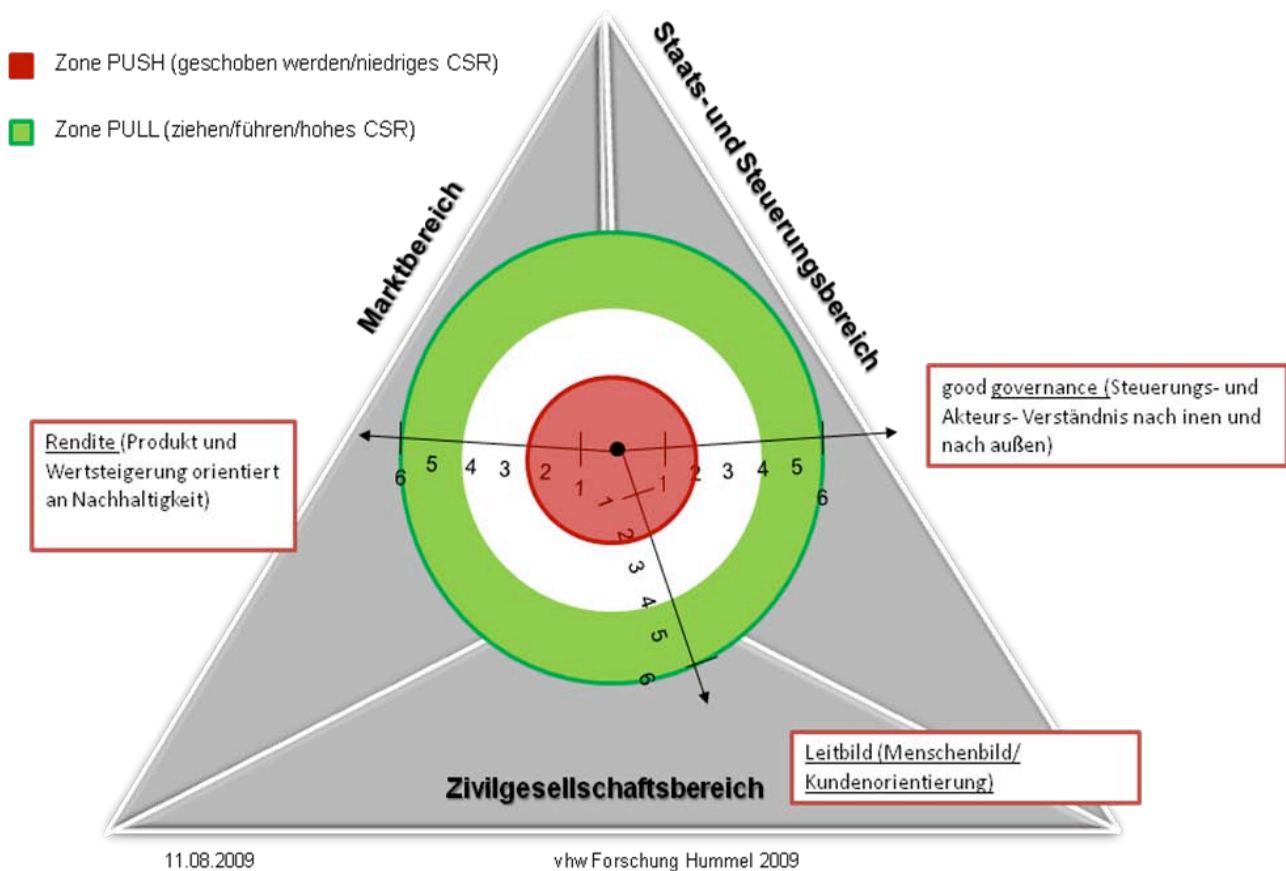 Zone PUSH (geschoben werden/niedriges CSR)
Zone PULL (ziehen/führen/hohes CSR)
Marktbereich
Staats- und Steuerungsbereich
Rendite (Produkt und
Wertsteigerung orientiert
an Nachhaltigkeit)
good governance (Steuerungs- und
Akteurs- Verständnis nach inen und
nach außen)
6 5 4 3 2 1
1 2 3 4 5 6
1
2
3
4
5
6
Leitbild (Menschenbild/
Kundenorientierung)
Zivilgesellschaftsbereich
11.08.2009
vhw Forschung Hummel 2009